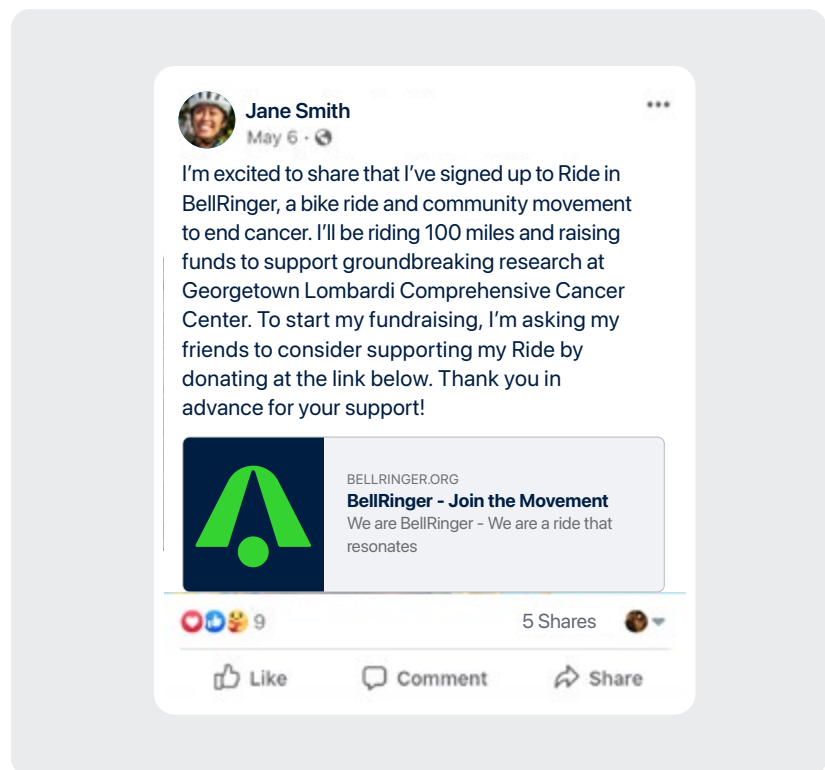 Jane Smith
May 6 ·
I'm excited to share that I've signed up to Ride in
BellRinger, a bike ride and community movement
to end cancer. I'll be riding 100 miles and raising
funds to support groundbreaking research at
Georgetown Lombardi Comprehensive Cancer
Center. To start my fundraising, I'm asking my
friends to consider supporting my Ride by
donating at the link below. Thank you in
advance for your support!
BELLRINGER.ORG
BellRinger - Join the Movement
We are BellRinger - We are a ride that
resonates
9 5 Shares
Like Comment Share